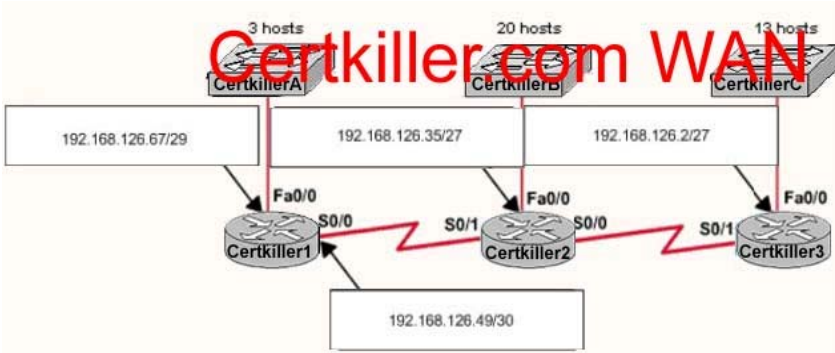 3 hosts
20 hosts
13 hosts
Certkiller.com WAN
CertkillerA
CertkillerB
CertkillerC
192.168.126.67/29
192.168.126.35/27
192.168.126.2/27
Fa0/0
Fa0/0
Fa0/0
S0/0
S0/1
S0/0
S0/1
Certkiller1
Certkiller2
Certkiller3
192.168.126.49/30